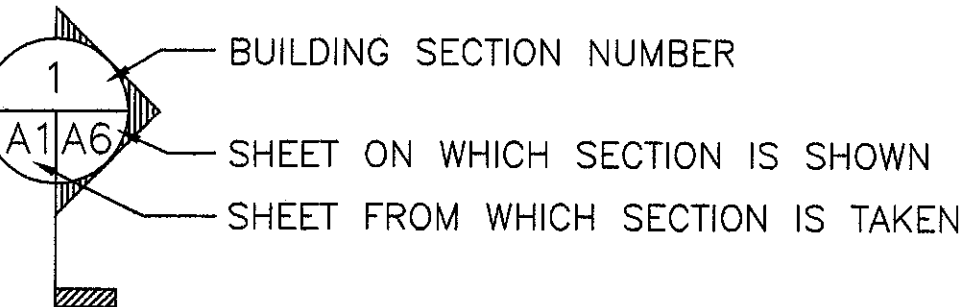 1
BUILDING SECTION NUMBER
A1 A6
SHEET ON WHICH SECTION IS SHOWN
SHEET FROM WHICH SECTION IS TAKEN